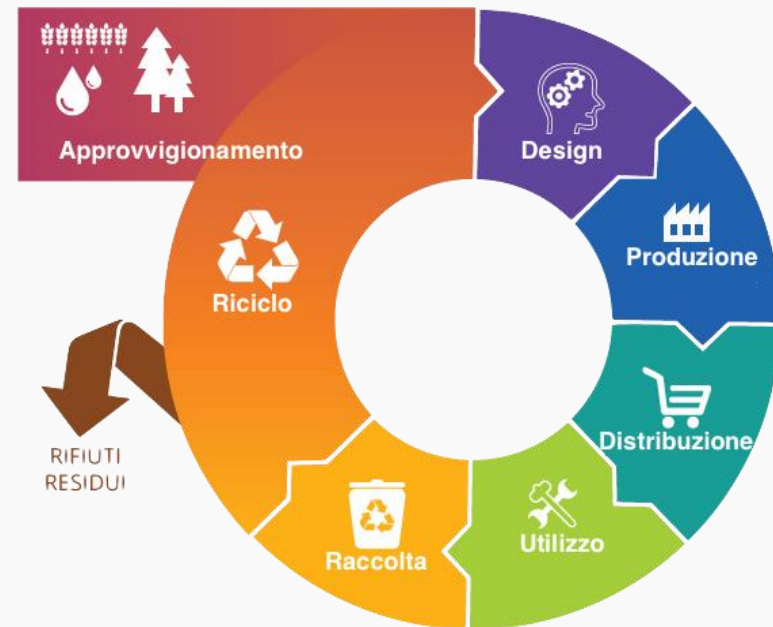 Approvvigionamento
Design
Produzione
Distribuzione
Utilizzo
Raccolta
Riciclo
RIFIUTI
RESIDUI